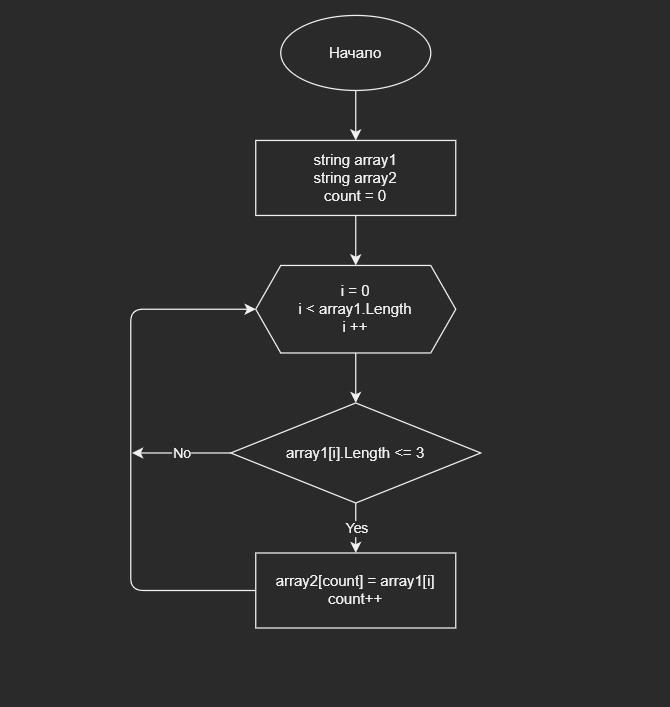 Начало
string array1
string array2
count = 0
i = 0
i < array1.Length
i ++
array1[i].Length <= 3
No
Yes
array2[count] = array1[i]
count++